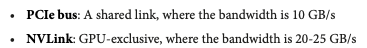 • PCIe bus: A shared link, where the bandwidth is 10 GB/s
• NVLink: GPU-exclusive, where the bandwidth is 20-25 GB/s